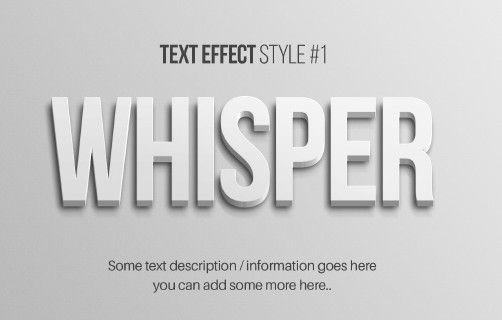 TEXT EFFECT STYLE #1
WHISPER
Some text description / information goes here
you can add some more here..